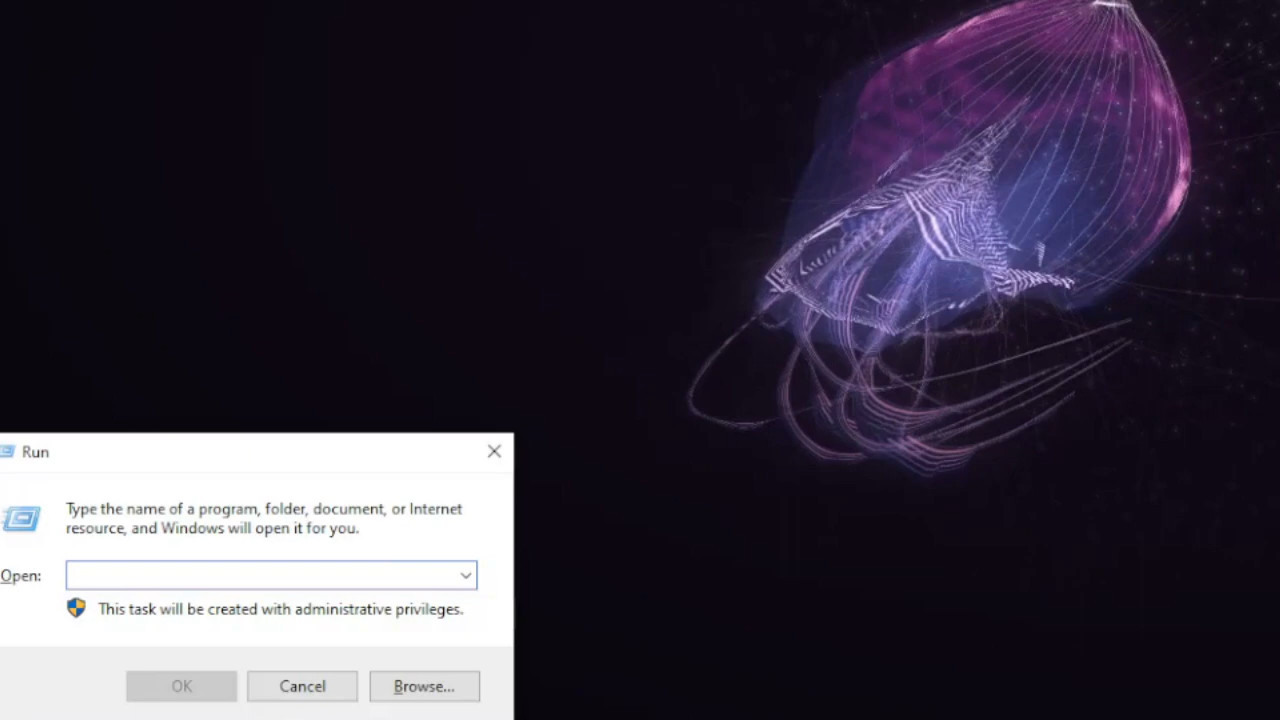 Run
Type the name of a program, folder, document, or Internet
resource, and Windows will open it for you.
Open:
This task will be created with administrative privileges.
OK
Cancel
Browse...